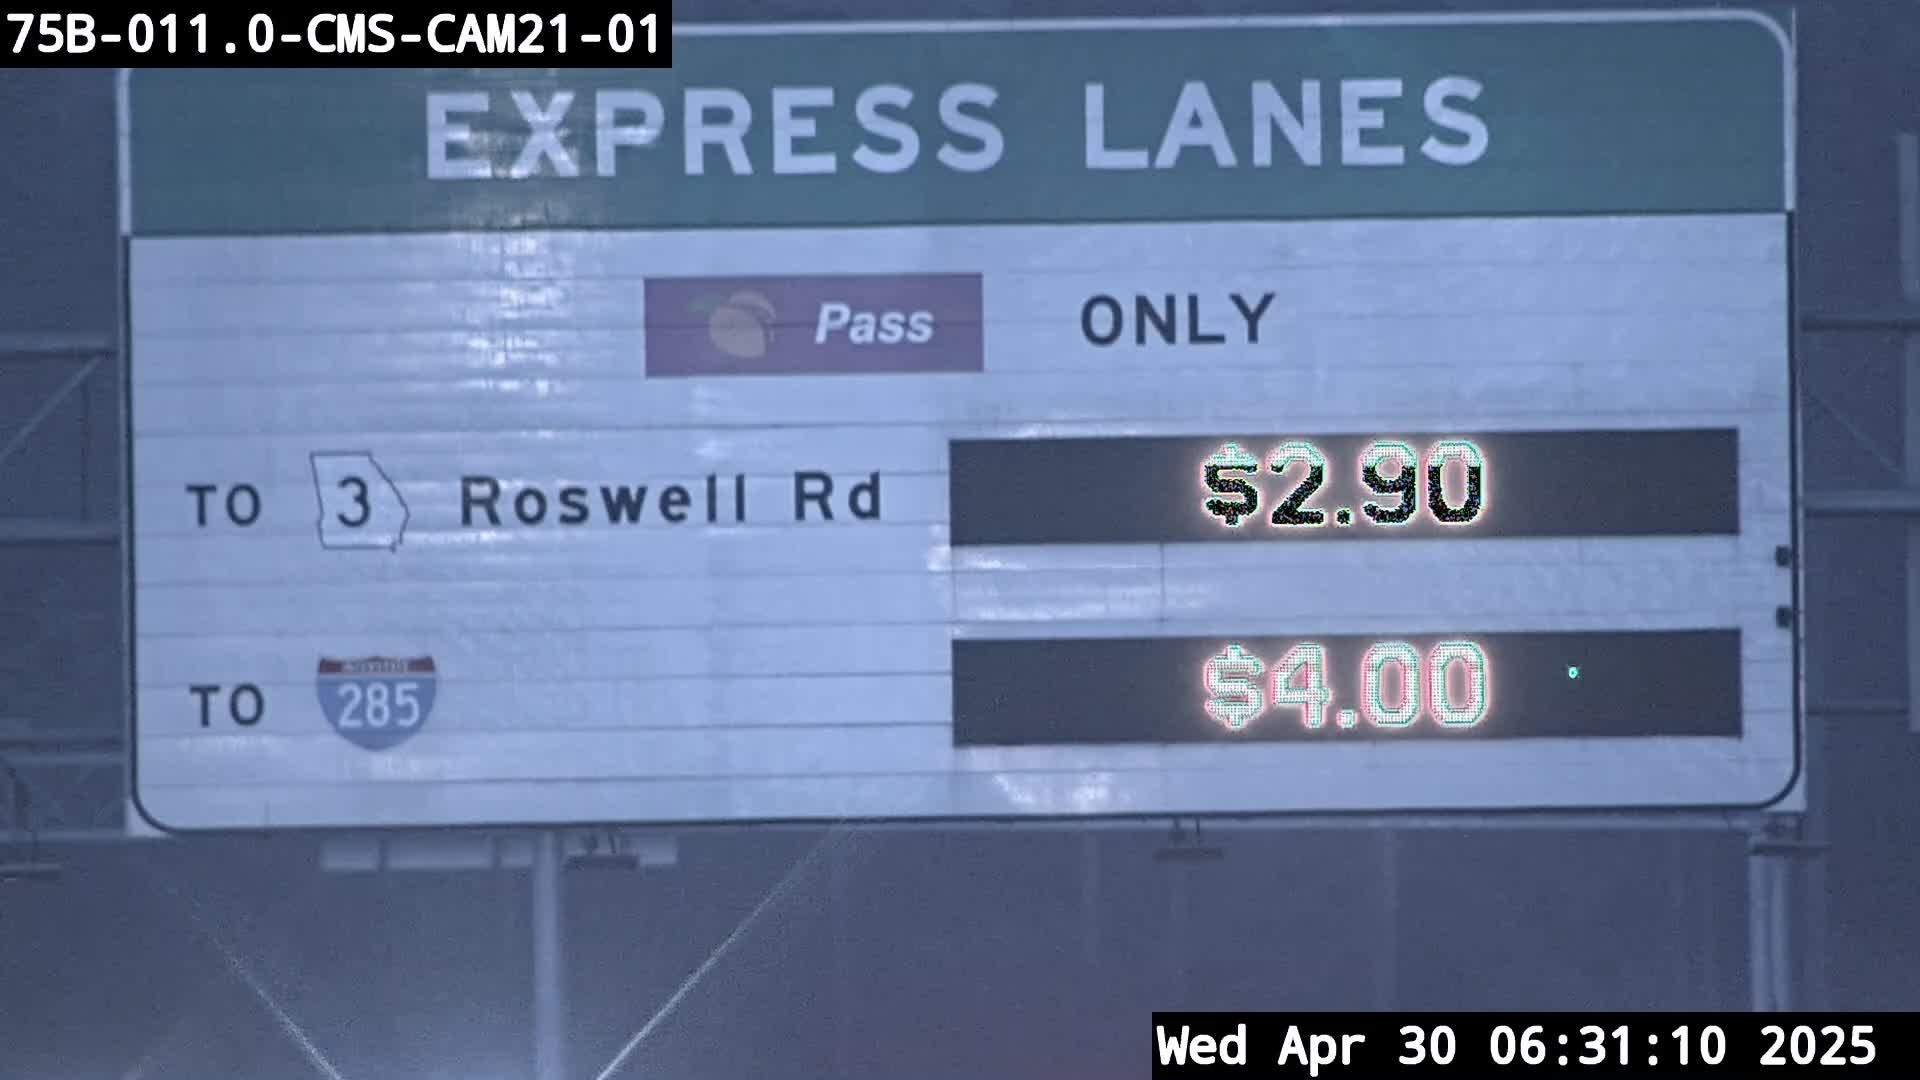 75B-011.0-CMS-CAM21-01
EXPRESS LANES
Pass ONLY
TO 3 Roswell Rd $2.90
TO 285 $4.00
Wed Apr 30 06:31:10 2025